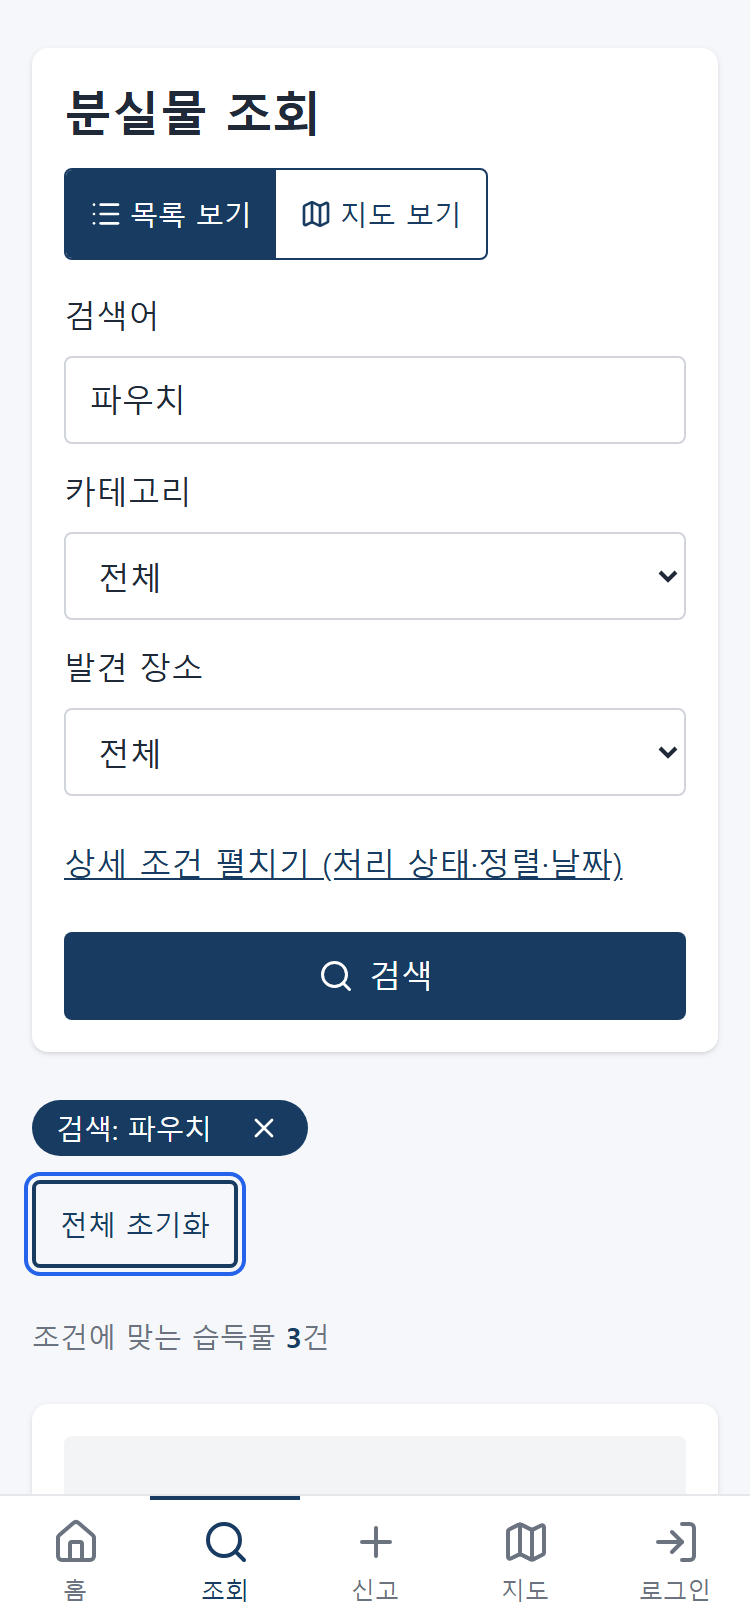 분실물 조회
목록 보기
지도 보기
검색어
파우치
카테고리
전체
발견 장소
전체
상세 조건 펼치기 (처리 상태·정렬·날짜)
검색
검색: 파우치
전체 초기화
조건에 맞는 습득물 3건
홈
조회
신고
지도
로그인